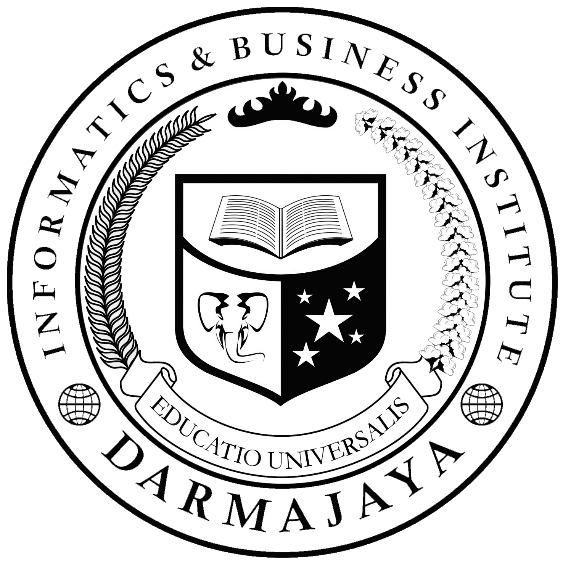 INFORMATICS & BUSINESS INSTITUTE
EDUCATIO UNIVERSALIS
DARMAJAYA